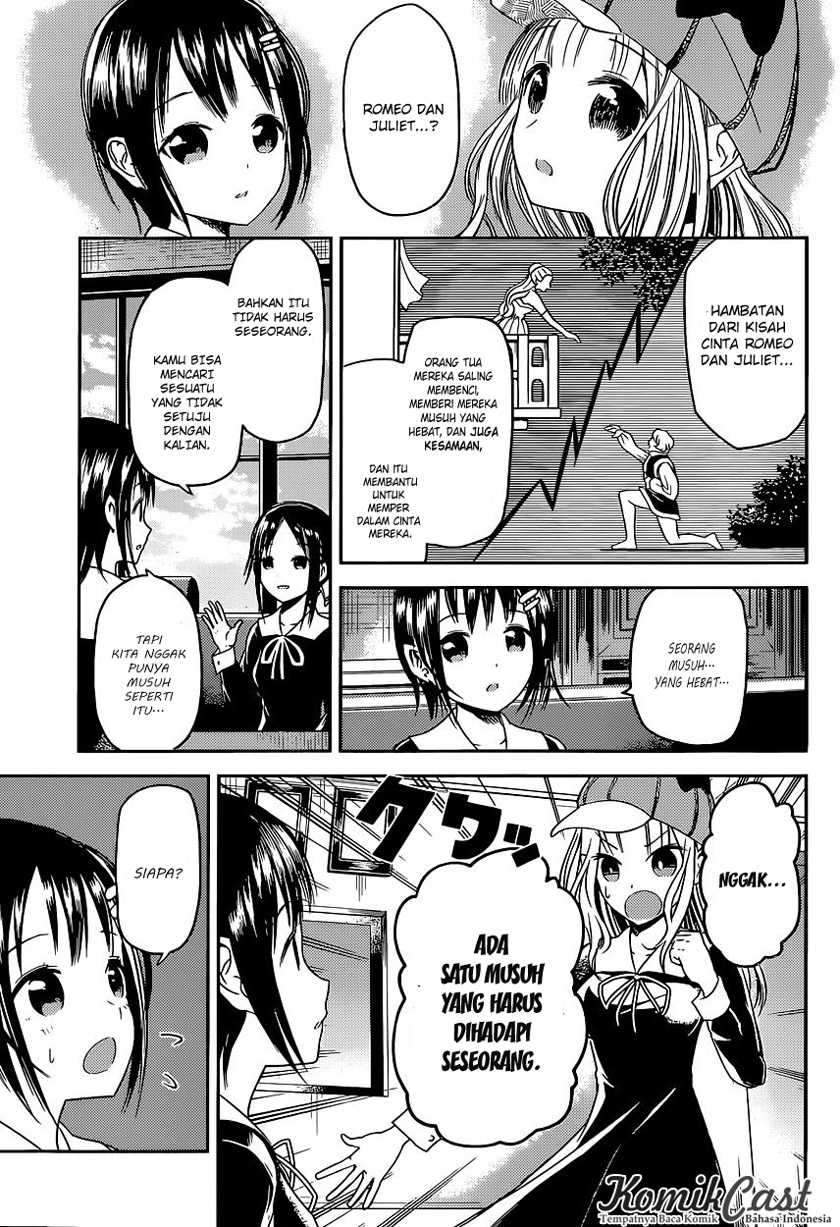 ROMEO DAN
JULIET...?
HAMBATAN
DARI KISAH
CINTA ROMEO
DAN JULIET...
ORANG TUA
MEREKA SALING
MEMBENCI,
MEMBERI MEREKA
MUSUH YANG
HEBAT, DAN JUGA
KESAMAAN,
DAN ITU
MEMBANTU
UNTUK
MEMPER
DALAM CINTA
MEREKA.
BAHKAN ITU
TIDAK HARUS
SESEORANG.
KAMU BISA
MENCARI
SESUATU
YANG TIDAK
SETUJU
DENGAN
KALIAN.
TAPI
KITA NGGAK
PUNYA
MUSUH
SEPERTI
ITU...
SEORANG
MUSUH...
YANG HEBAT...
NGGAK...
クワッ
ADA
SATU MUSUH
YANG HARUS
DIHADAPI
SESEORANG.
SIAPA?
KomikCast
Tempatnya Baca Komik Bahasa Indonesia